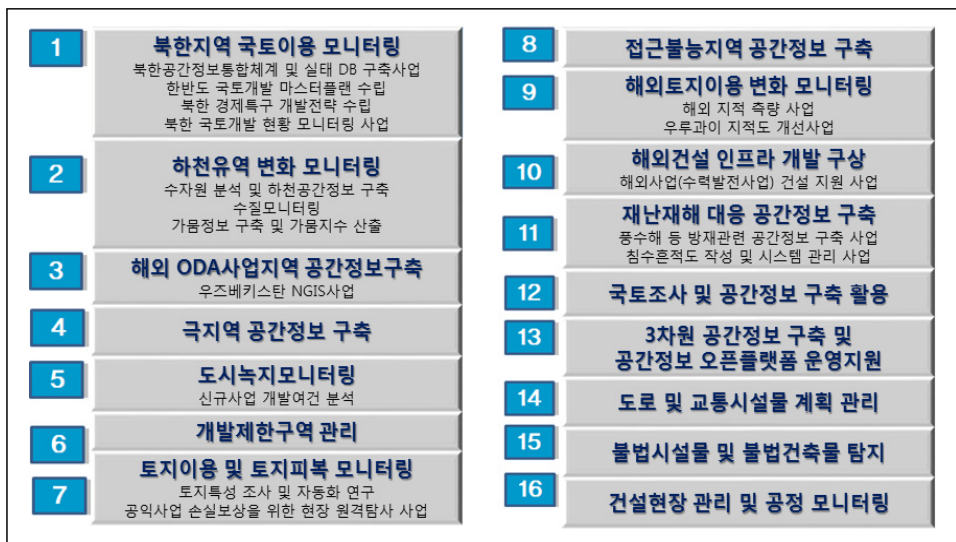 1
북한지역 국토이용 모니터링
북한공간정보통합체계 및 실태 DB 구축사업
한반도 국토개발 마스터플랜 수립
북한 경제특구 개발전략 수립
북한 국토개발 현황 모니터링 사업
2
하천유역 변화 모니터링
수자원 분석 및 하천공간정보 구축
수질모니터링
가뭄정보 구축 및 가뭄지수 산출
3
해외 ODA사업지역 공간정보구축
우즈베키스탄 NGIS사업
4
극지역 공간정보 구축
5
도시녹지모니터링
신규사업 개발여건 분석
6
개발제한구역 관리
7
토지이용 및 토지피복 모니터링
토지특성 조사 및 자동화 연구
공익사업 손실보상을 위한 현장 원격탐사 사업
8
접근불능지역 공간정보 구축
9
해외토지이용 변화 모니터링
해외 지적 측량 사업
우루과이 지적도 개선사업
10
해외건설 인프라 개발 구상
해외사업(수력발전사업) 건설 지원 사업
11
재난재해 대응 공간정보 구축
풍수해 등 방재관련 공간정보 구축 사업
침수흔적도 작성 및 시스템 관리 사업
12
국토조사 및 공간정보 구축 활용
13
3차원 공간정보 구축 및
공간정보 오픈플랫폼 운영지원
14
도로 및 교통시설물 계획 관리
15
불법시설물 및 불법건축물 탐지
16
건설현장 관리 및 공정 모니터링